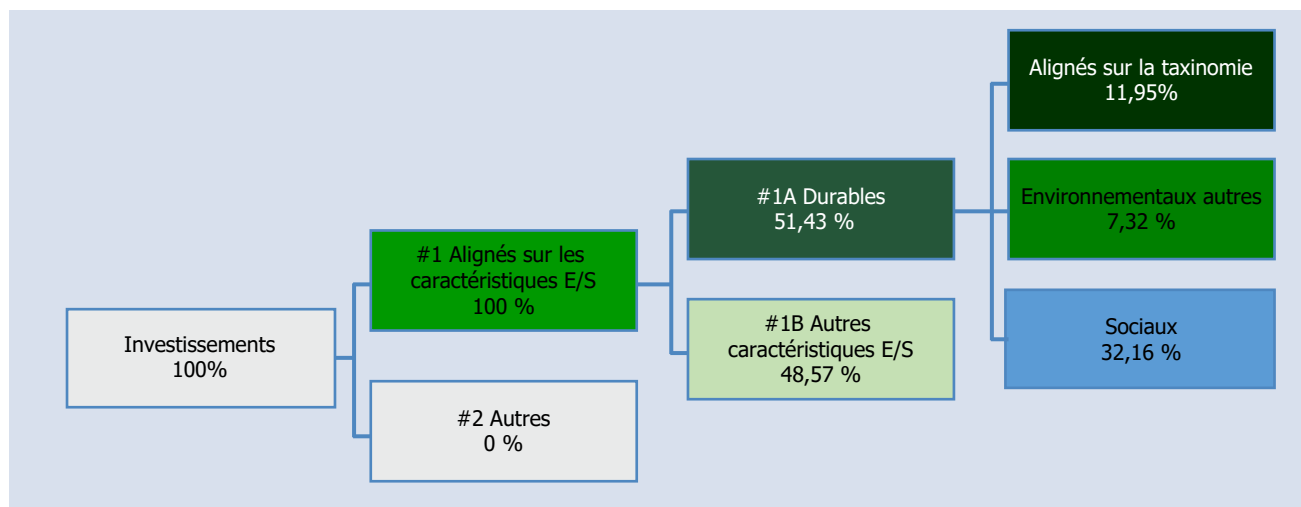 Investissements
100%
#1 Alignés sur les
caractéristiques E/S
100 %
#2 Autres
0 %
#1A Durables
51,43 %
#1B Autres
caractéristiques E/S
48,57 %
Alignés sur la taxinomie
11,95%
Environnementaux autres
7,32 %
Sociaux
32,16 %